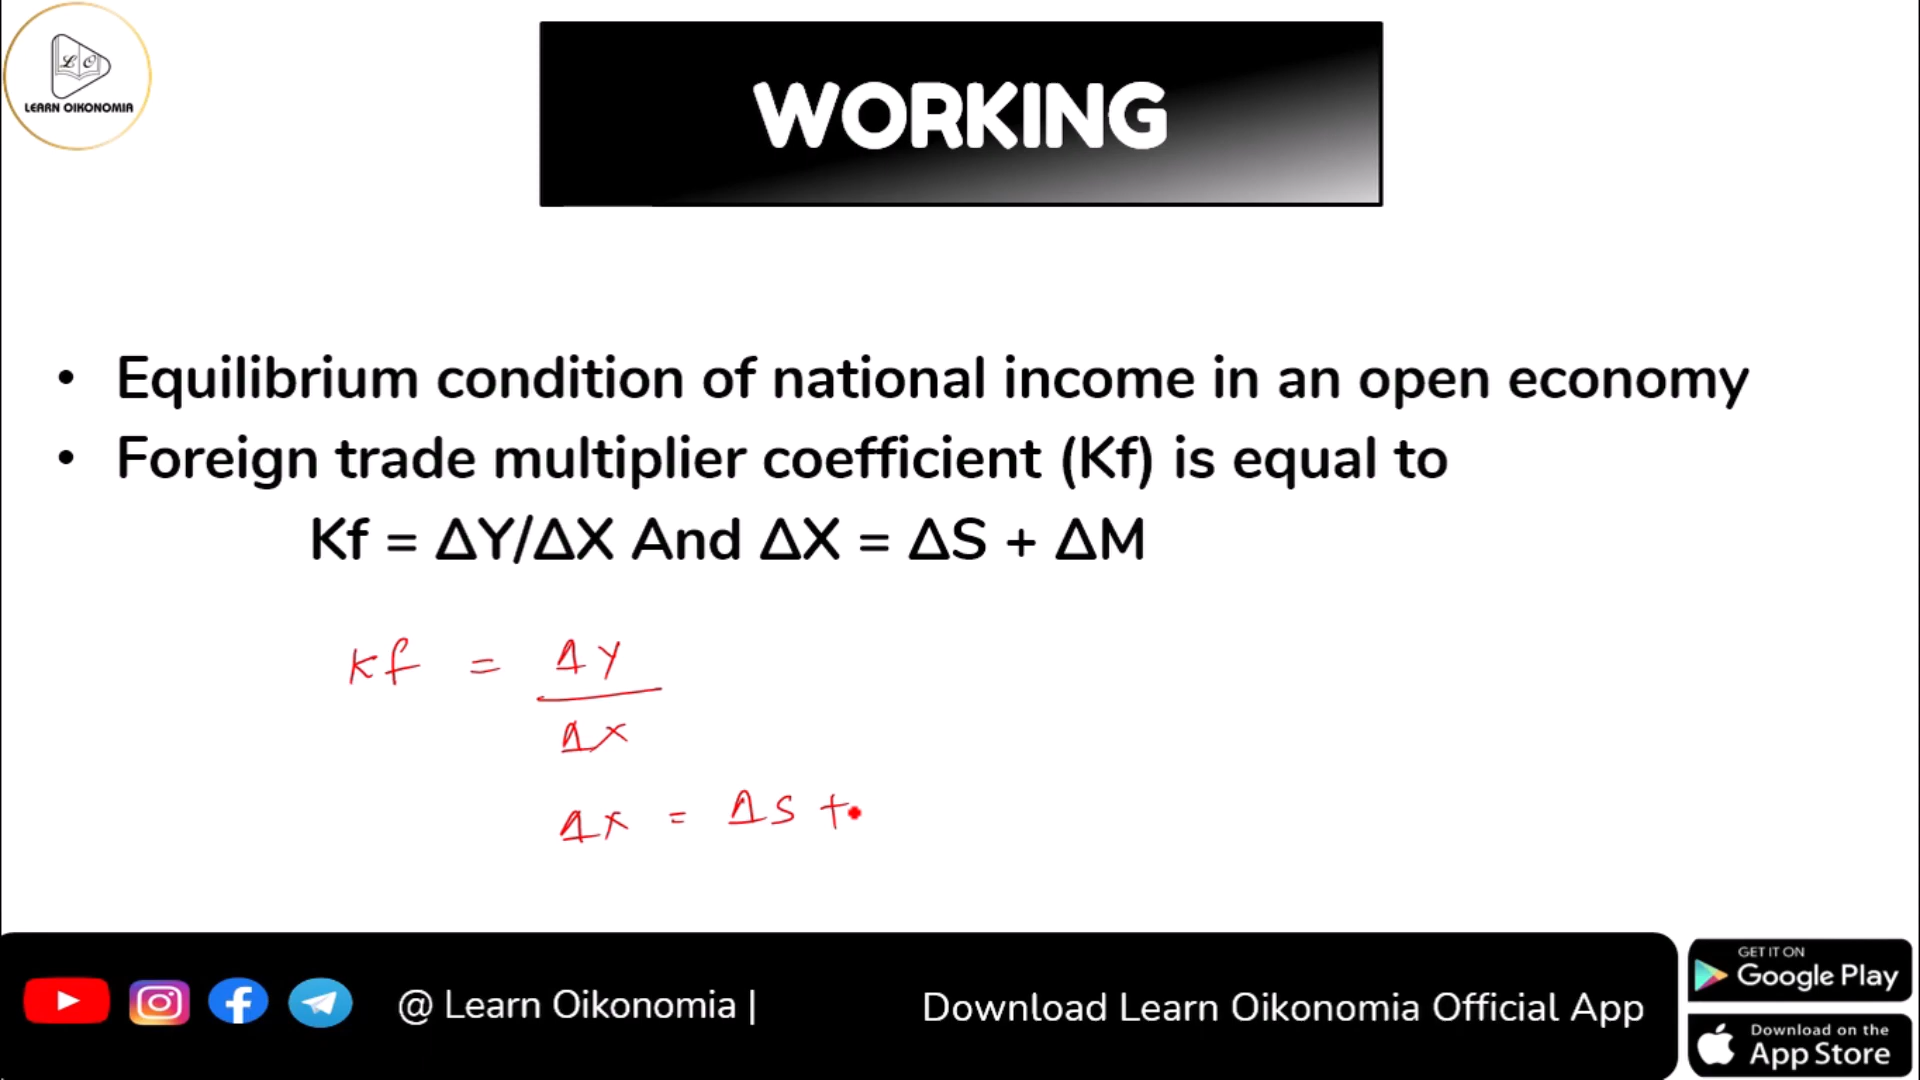 LO
LEARN OIKONOMIA
WORKING
• Equilibrium condition of national income in an open economy
• Foreign trade multiplier coefficient (Kf) is equal to
Kf = ΔY/ΔX And ΔX = ΔS + ΔM
Kf = ΔY
ΔX
ΔX = ΔS +
@ Learn Oikonomia |
Download Learn Oikonomia Official App
GET IT ON
Google Play
Download on the
App Store